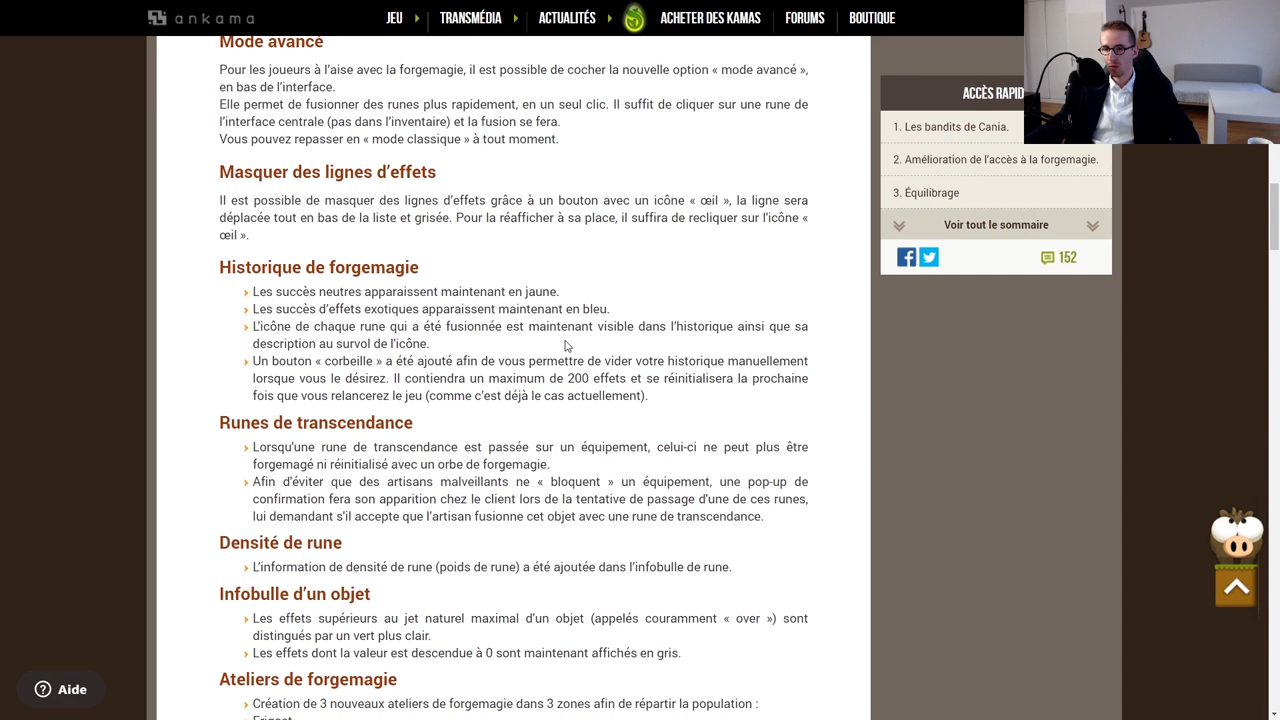 ankama
JEU
TRANSMÉDIA
ACTUALITÉS
ACHETER DES KAMAS
FORUMS
BOUTIQUE
Mode avancé
Pour les joueurs à l'aise avec la forgemagie, il est possible de cocher la nouvelle option « mode avancé »,
en bas de l'interface.
Elle permet de fusionner des runes plus rapidement, en un seul clic. Il suffit de cliquer sur une rune de
l'interface centrale (pas dans l'inventaire) et la fusion se fera.
Vous pouvez repasser en « mode classique » à tout moment.
Masquer des lignes d'effets
Il est possible de masquer des lignes d'effets grâce à un bouton avec un icône « œil », la ligne sera
déplacée tout en bas de la liste et grisée. Pour la réafficher à sa place, il suffira de recliquer sur l'icône «
œil ».
Historique de forgemagie
Les succès neutres apparaissent maintenant en jaune.
Les succès d'effets exotiques apparaissent maintenant en bleu.
L'icône de chaque rune qui a été fusionnée est maintenant visible dans l'historique ainsi que sa
description au survol de l'icône.
Un bouton « corbeille » a été ajouté afin de vous permettre de vider votre historique manuellement
lorsque vous le désirez. Il contiendra un maximum de 200 effets et se réinitialisera la prochaine
fois que vous relancerez le jeu (comme c'est déjà le cas actuellement).
Runes de transcendance
Lorsqu'une rune de transcendance est passée sur un équipement, celui-ci ne peut plus être
forgemagé ni réinitialisé avec un orbe de forgemagie.
Afin d'éviter que des artisans malveillants ne « bloquent » un équipement, une pop-up de
confirmation fera son apparition chez le client lors de la tentative de passage d'une de ces runes,
lui demandant s'il accepte que l'artisan fusionne cet objet avec une rune de transcendance.
Densité de rune
L'information de densité de rune (poids de rune) a été ajoutée dans l'infobulle de rune.
Infobulle d'un objet
Les effets supérieurs au jet naturel maximal d'un objet (appelés couramment « over ») sont
distingués par un vert plus clair.
Les effets dont la valeur est descendue à 0 sont maintenant affichés en gris.
Ateliers de forgemagie
Création de 3 nouveaux ateliers de forgemagie dans 3 zones afin de répartir la population :
ACCÈS RAPID
1. Les bandits de Cania.
2. Amélioration de l'accès à la forgemagie.
3. Équilibrage
Voir tout le sommaire
152
Aide